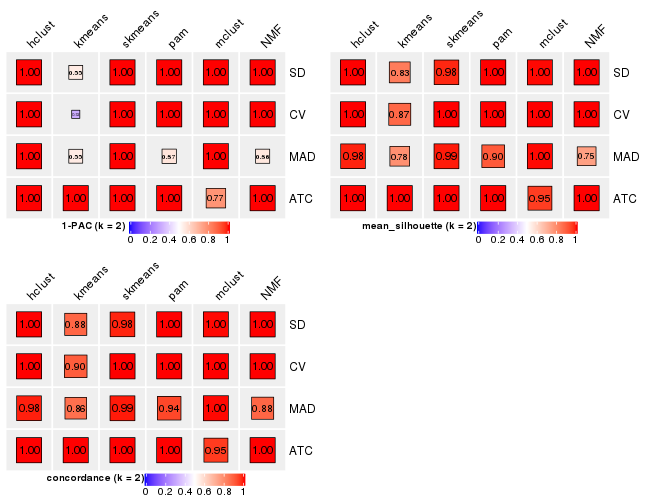 hclust kmeans skmeans pam mclust NMF
1.00 0.55 1.00 1.00 1.00 1.00 SD
1.00 1.00 1.00 1.00 1.00 CV
1.00 0.55 1.00 0.57 1.00 0.56 MAD
1.00 1.00 1.00 1.00 0.77 1.00 ATC
1-PAC (k = 2)
0 0.2 0.4 0.6 0.8 1
hclust kmeans skmeans pam mclust NMF
1.00 0.83 0.98 1.00 1.00 1.00 SD
1.00 0.87 1.00 1.00 1.00 1.00 CV
0.98 0.78 0.99 0.90 1.00 0.75 MAD
1.00 1.00 1.00 1.00 0.95 1.00 ATC
mean_silhouette (k = 2)
0 0.2 0.4 0.6 0.8 1
hclust kmeans skmeans pam mclust NMF
1.00 0.88 0.98 1.00 1.00 1.00 SD
1.00 0.90 1.00 1.00 1.00 1.00 CV
0.98 0.86 0.99 0.94 1.00 0.88 MAD
1.00 1.00 1.00 1.00 0.95 1.00 ATC
concordance (k = 2)
0 0.2 0.4 0.6 0.8 1